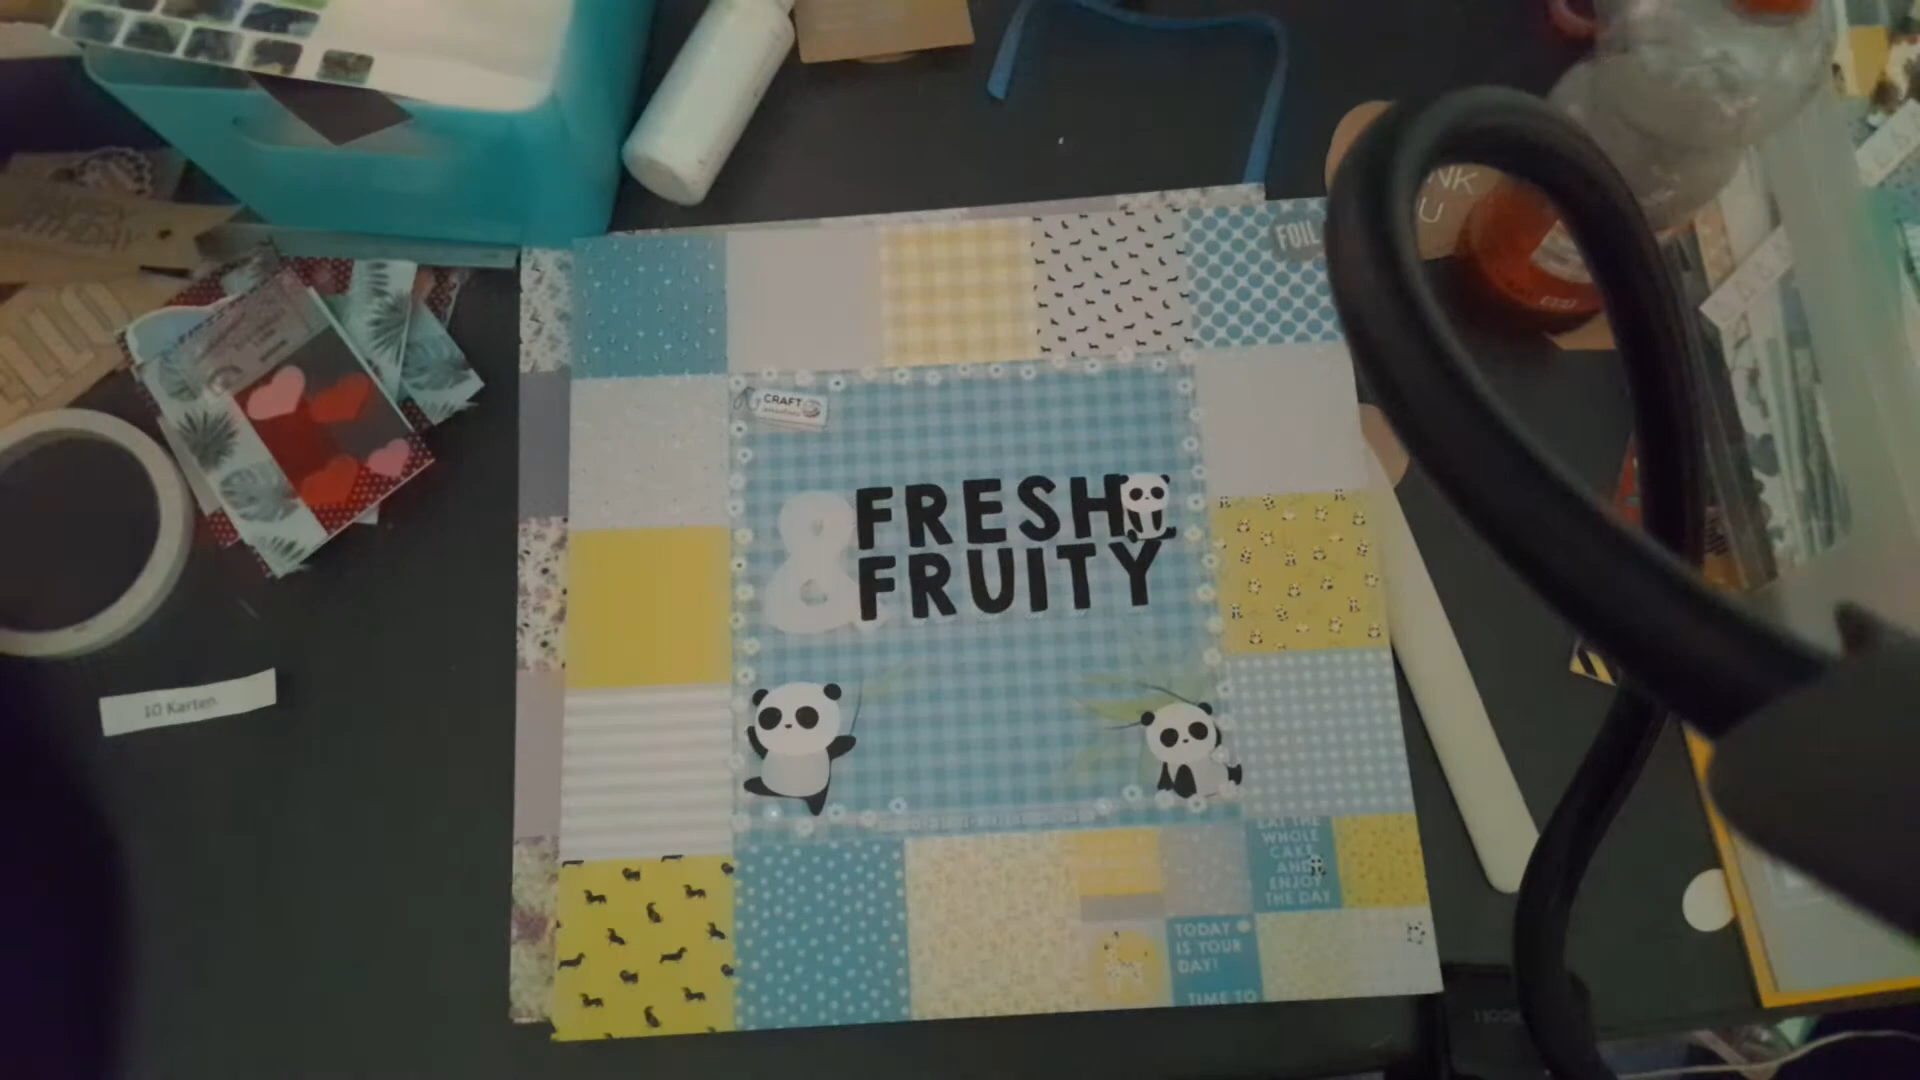 FOIL
CRAFT
FRESH
&
FRUITY
10 Karten
EAT THE
WHOLE
CAKE
AND
ENJOY
THE DAY
TODAY
IS YOUR
DAY!
TIME TO